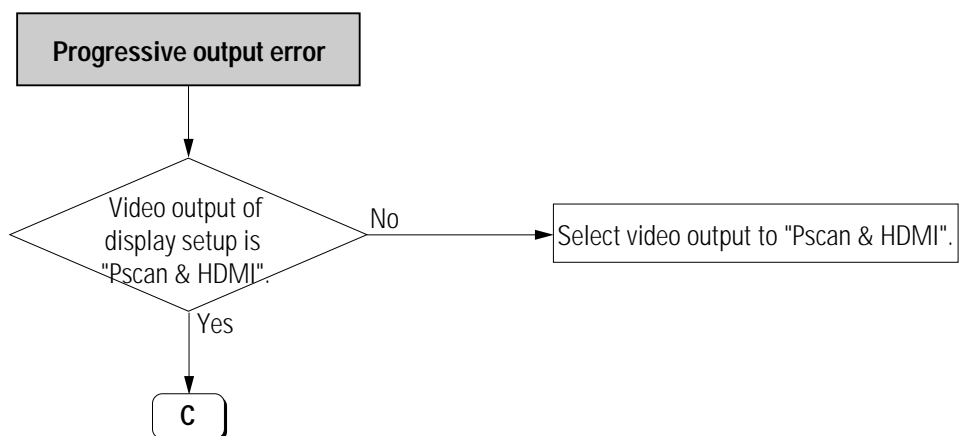 Progressive output error
Video output of
display setup is
"Pscan & HDMI".
No
Select video output to "Pscan & HDMI".
Yes
C